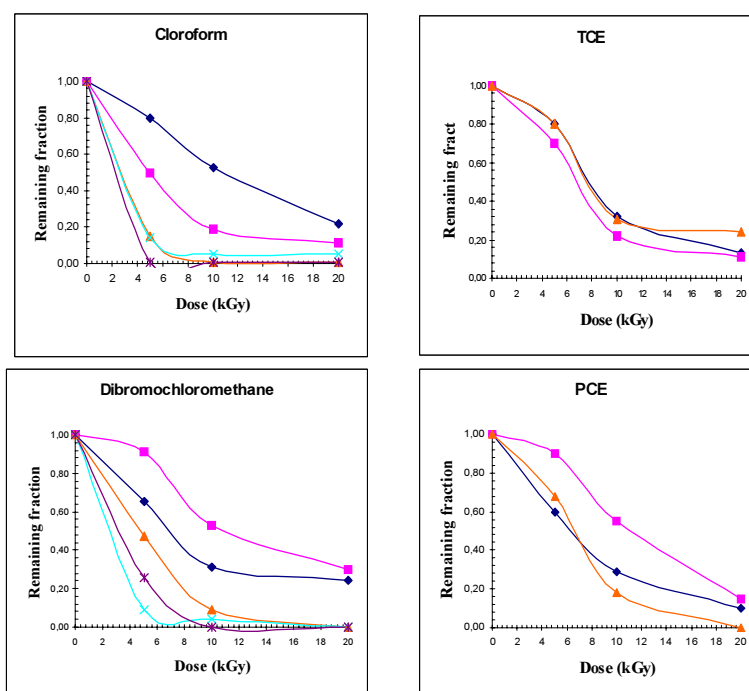 Cloroform
Remaining fraction
1,00
0,80
0,60
0,40
0,20
0,00
0 2 4 6 8 10 12 14 16 18 20
Dose (kGy)
TCE
Remaining fract
1,00
0,80
0,60
0,40
0,20
0,00
0 2 4 6 8 10 12 14 16 18 20
Dose (kGy)
Dibromochloromethane
Remaining fraction
1,00
0,80
0,60
0,40
0,20
0,00
0 2 4 6 8 10 12 14 16 18 20
Dose (kGy)
PCE
Remaining fraction
1,00
0,80
0,60
0,40
0,20
0,00
0 2 4 6 8 10 12 14 16 18 20
Dose (kGy)